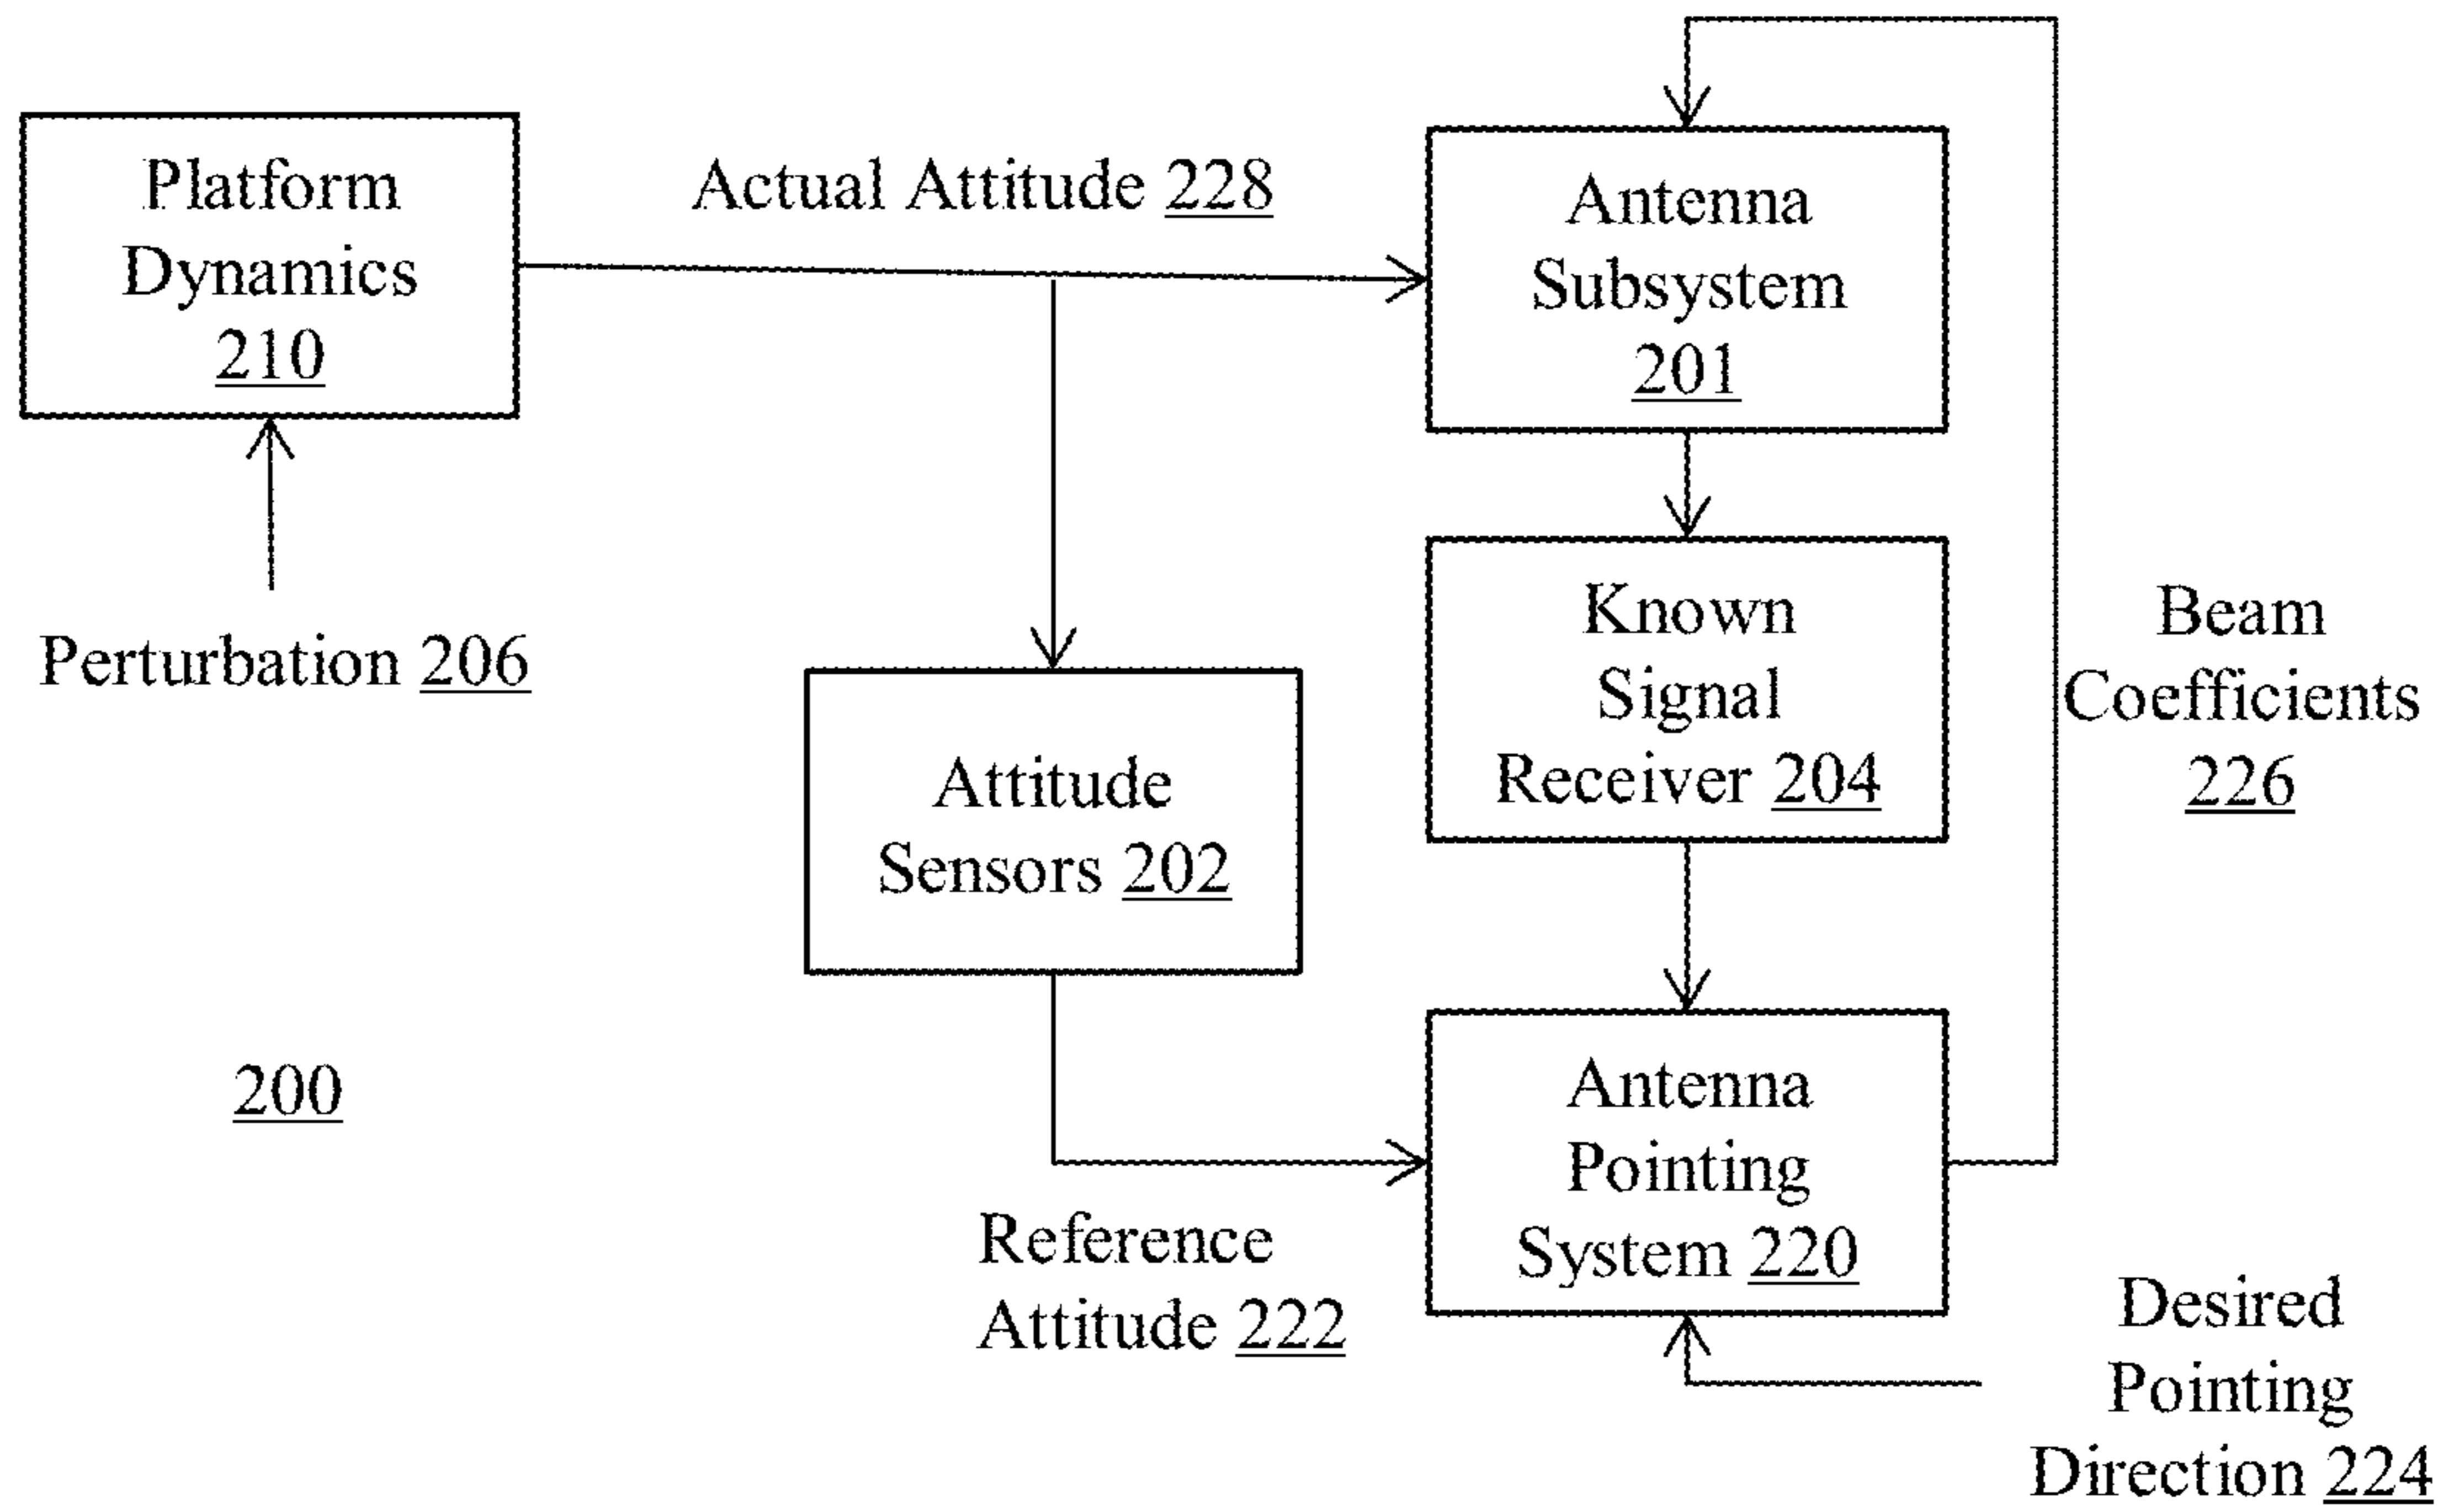 Platform
Dynamics
210
Actual Attitude 228
Antenna
Subsystem
201
Perturbation 206
Known
Signal
Receiver 204
Beam
Coefficients
226
Attitude
Sensors 202
200
Antenna
Pointing
System 220
Reference
Attitude 222
Desired
Pointing
Direction 224